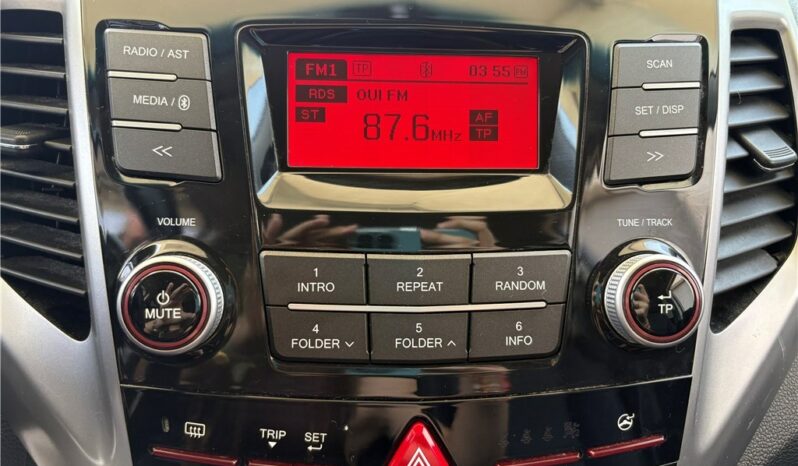 RADIO / AST
MEDIA /
<<
FM1 TP 03:55 PM
RDS OUI FM
ST AF
87.6MHz TP
SCAN
SET / DISP
>>
VOLUME
TUNE / TRACK
1 2 3
INTRO REPEAT RANDOM
4 5 6
FOLDER FOLDER INFO
MUTE
TP
TRIP SET